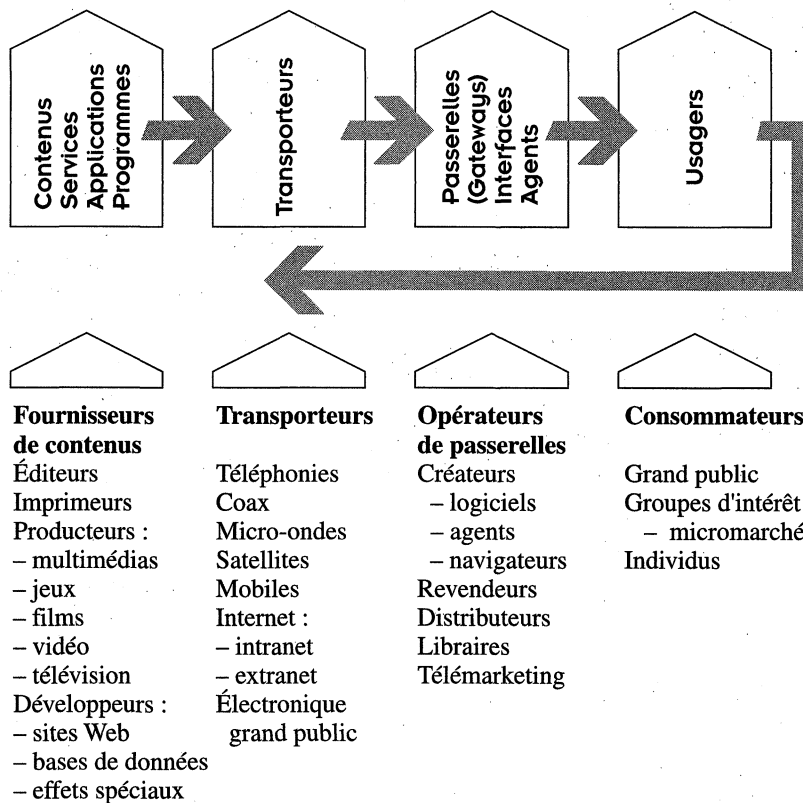 Contenus
Services
Applications
Programmes
Transporteurs
Passerelles
(Gateways)
Interfaces
Agents
Usagers
Fournisseurs
de contenus
Éditeurs
Imprimeurs
Producteurs :
– multimédias
– jeux
– films
– vidéo
– télévision
Développeurs :
– sites Web
– bases de données
– effets spéciaux
Transporteurs
Téléphonies
Coax
Micro-ondes
Satellites
Mobiles
Internet :
– intranet
– extranet
Électronique
grand public
Opérateurs
de passerelles
Créateurs
– logiciels
– agents
– navigateurs
Revendeurs
Distributeurs
Libraires
Télémarketing
Consommateurs
Grand public
Groupes d'intérêt
– micromarché
Individus